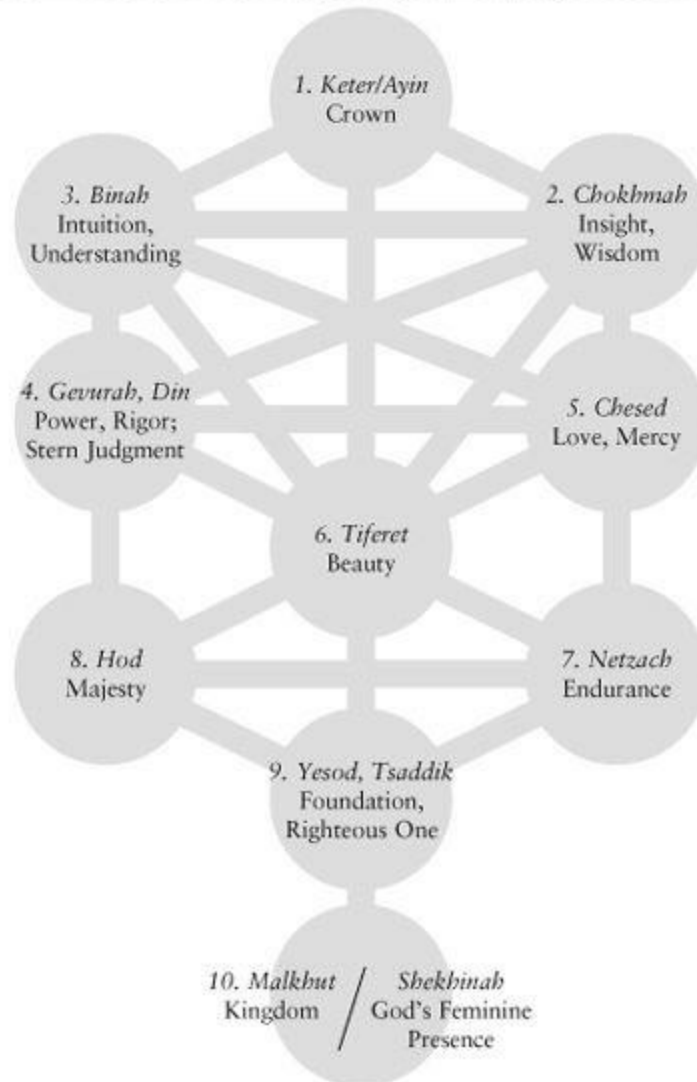 1. Keter/Ayin
Crown
3. Binah
Intuition,
Understanding
2. Chokhmah
Insight,
Wisdom
4. Gevurah, Din
Power, Rigor;
Stern Judgment
5. Chesed
Love, Mercy
6. Tiferet
Beauty
8. Hod
Majesty
7. Netzach
Endurance
9. Yesod, Tsaddik
Foundation,
Righteous One
10. Malkhut
Kingdom
/
Shekhinah
God's Feminine
Presence